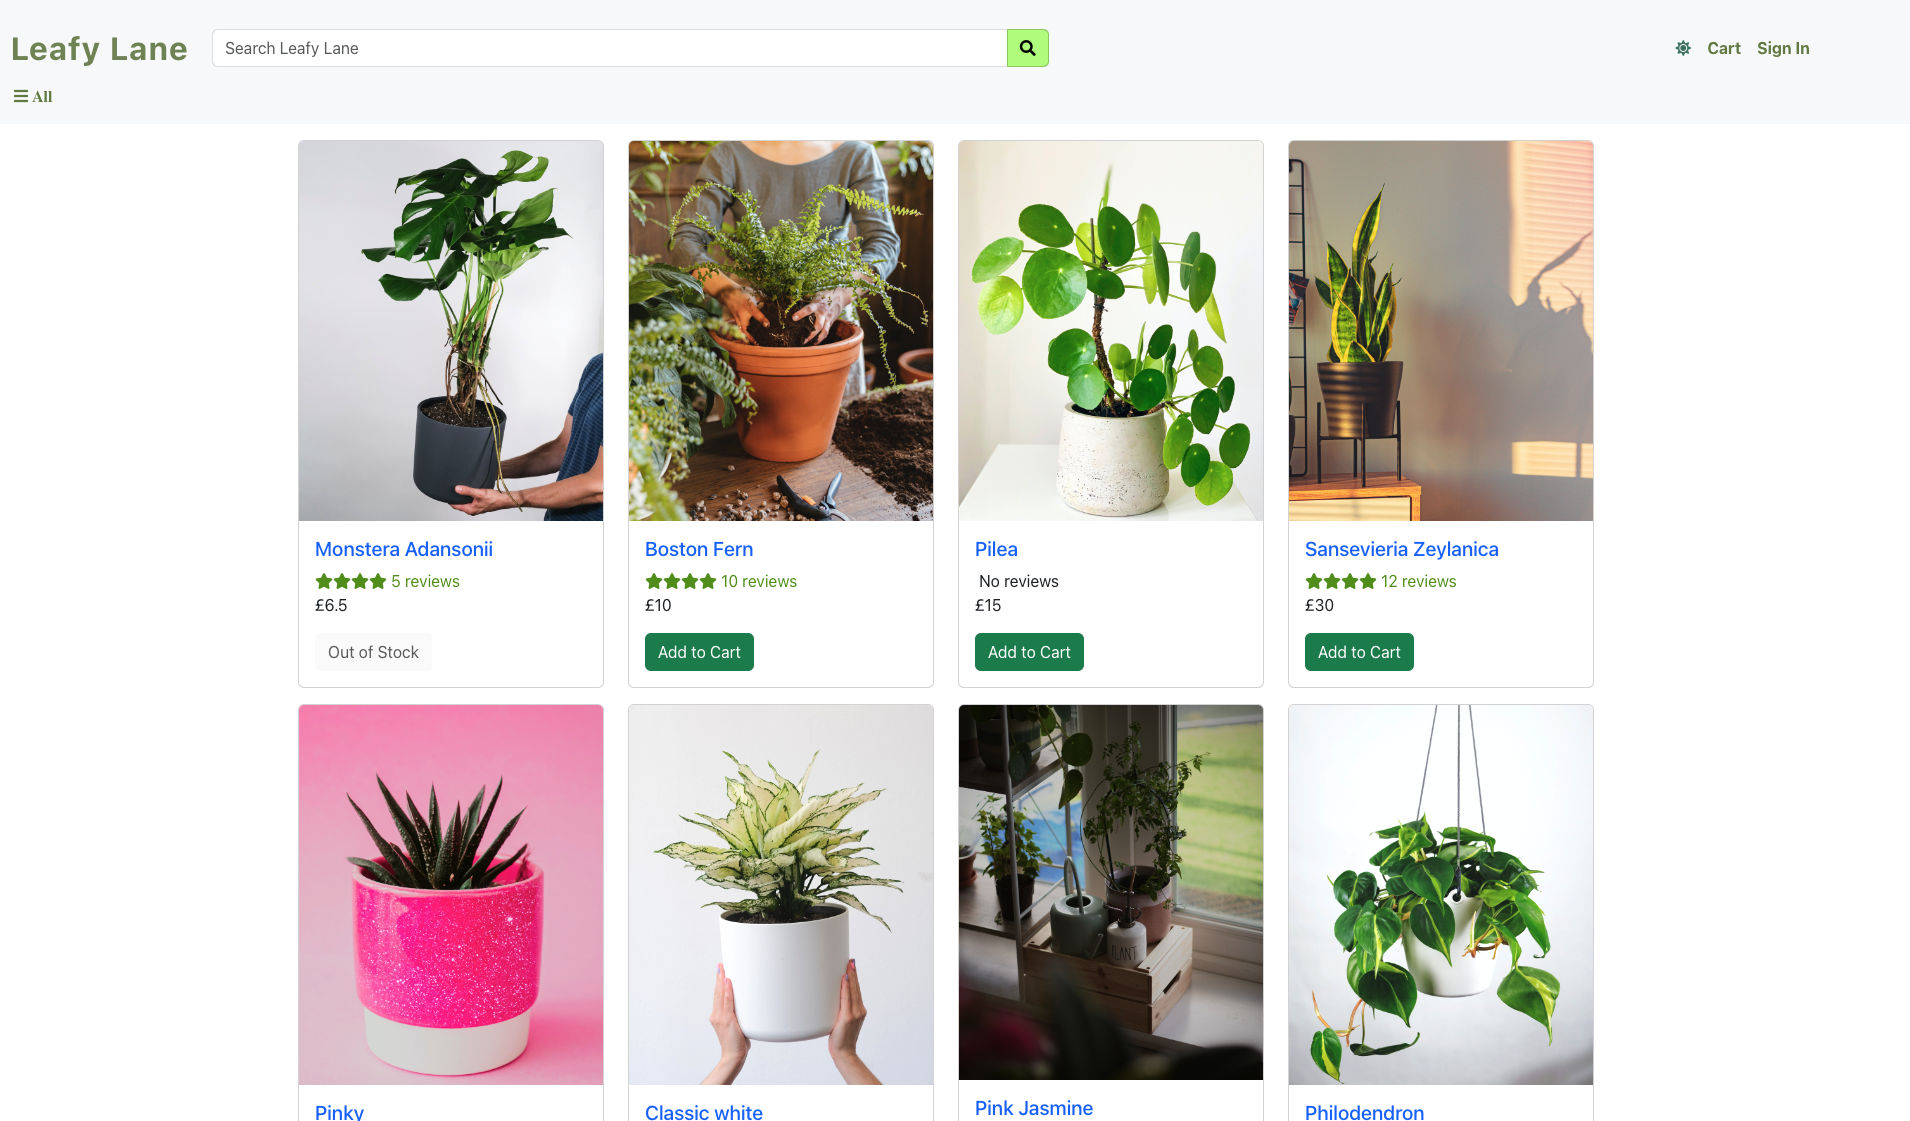 Leafy Lane
Search Leafy Lane
Cart
Sign In
All
Monstera Adansonii
5 reviews
£6.5
Out of Stock
Boston Fern
10 reviews
£10
Add to Cart
Pilea
No reviews
£15
Add to Cart
Sansevieria Zeylanica
12 reviews
£30
Add to Cart
PLANT
Pinky
Classic white
Pink Jasmine
Philodendron